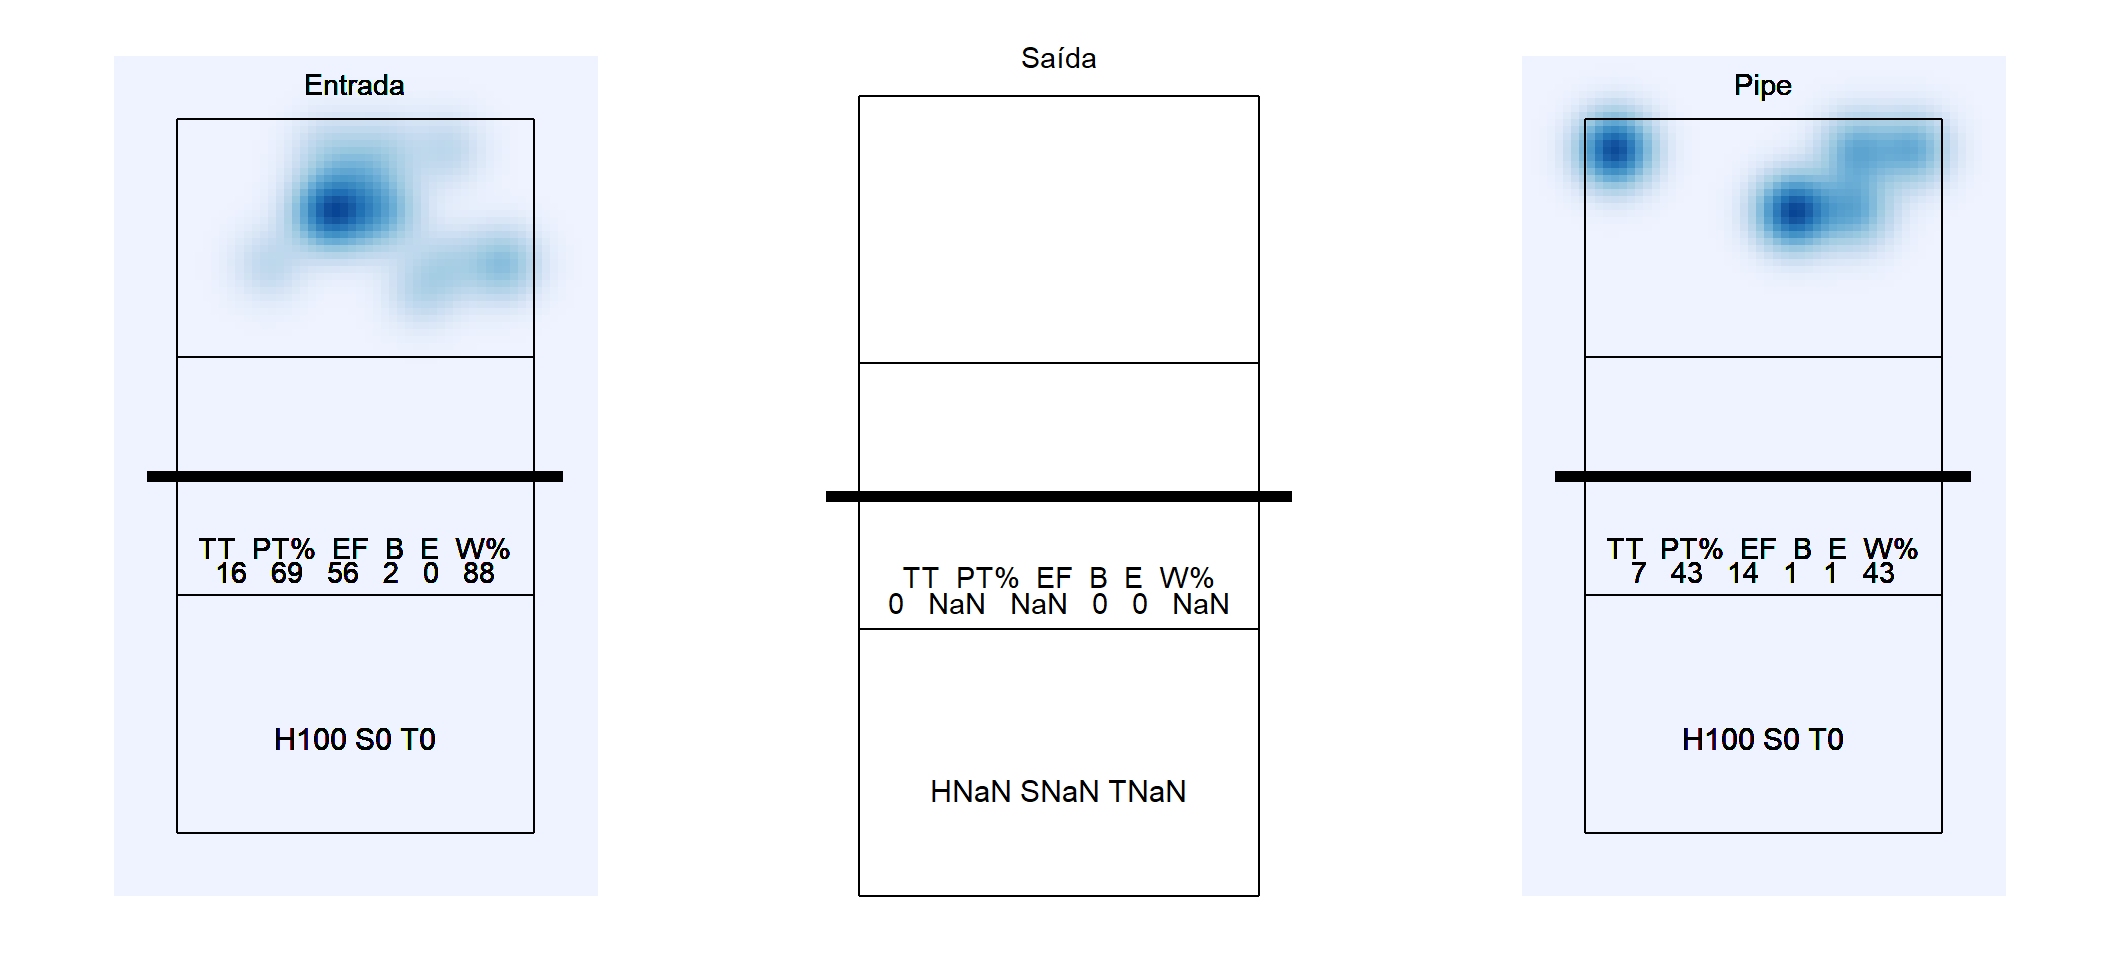 Entrada
TT PT% EF B E W%
16 69 56 2 0 88
H100 S0 T0
Saída
TT PT% EF B E W%
0 NaN NaN 0 0 NaN
HNaN SNaN TNaN
Pipe
TT PT% EF B E W%
7 43 14 1 1 43
H100 S0 T0